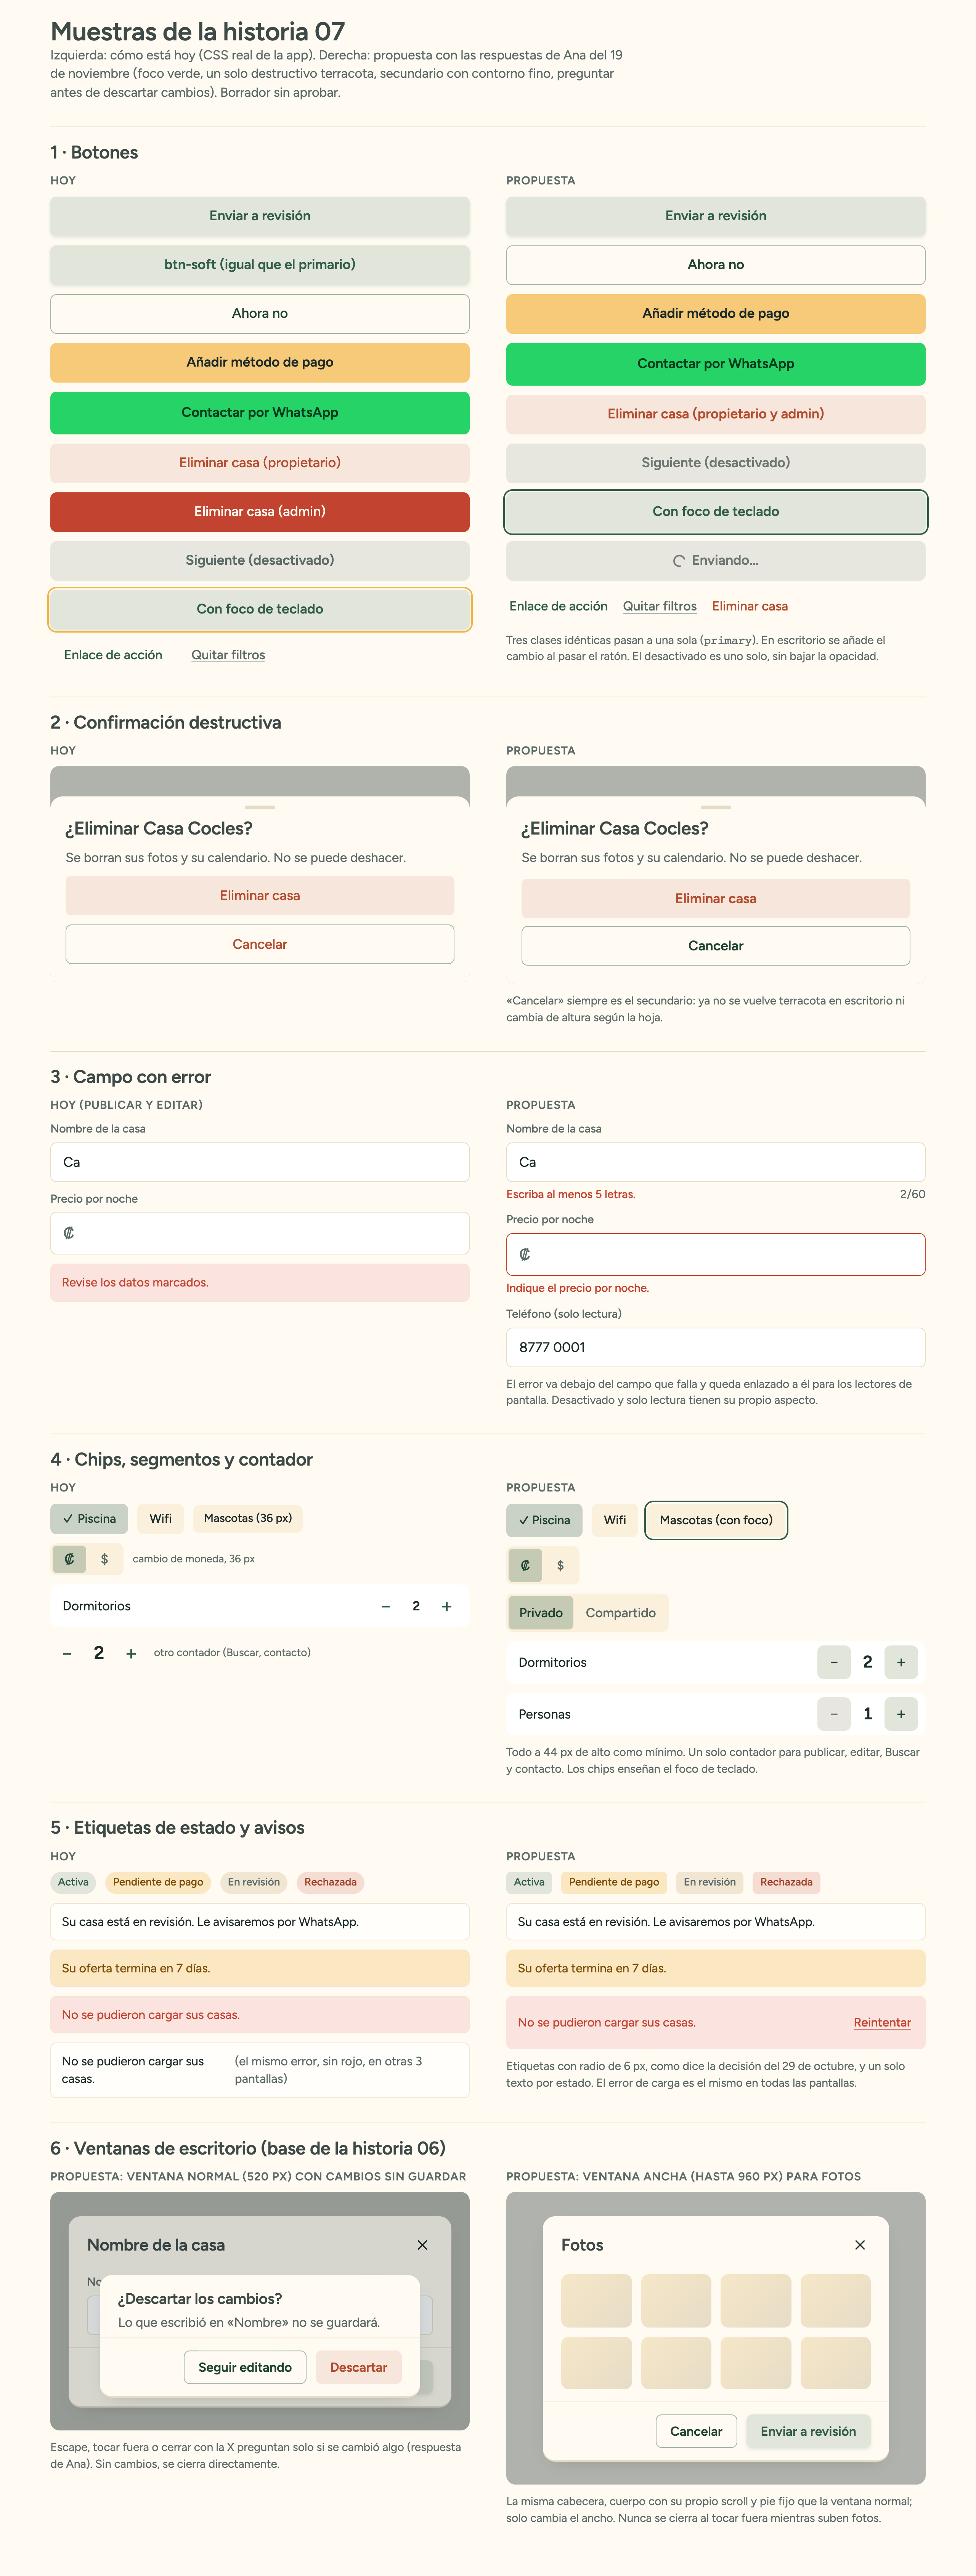 Muestras de la historia 07
Izquierda: cómo está hoy (CSS real de la app). Derecha: propuesta con las respuestas de Ana del 19
de noviembre (foco verde, un solo destructivo terracota, secundario con contorno fino, preguntar
antes de descartar cambios). Borrador sin aprobar.
1 · Botones
HOY
Enviar a revisión
btn-soft (igual que el primario)
Ahora no
Añadir método de pago
Contactar por WhatsApp
Eliminar casa (propietario)
Eliminar casa (admin)
Siguiente (desactivado)
Con foco de teclado
Enlace de acción Quitar filtros
PROPUESTA
Enviar a revisión
Ahora no
Añadir método de pago
Contactar por WhatsApp
Eliminar casa (propietario y admin)
Siguiente (desactivado)
Con foco de teclado
Enviando...
Enlace de acción Quitar filtros Eliminar casa
Tres clases idénticas pasan a una sola (primary). En escritorio se añade el
cambio al pasar el ratón. El desactivado es uno solo, sin bajar la opacidad.
2 · Confirmación destructiva
HOY
¿Eliminar Casa Cocles?
Se borran sus fotos y su calendario. No se puede deshacer.
Eliminar casa
Cancelar
PROPUESTA
¿Eliminar Casa Cocles?
Se borran sus fotos y su calendario. No se puede deshacer.
Eliminar casa
Cancelar
«Cancelar» siempre es el secundario: ya no se vuelve terracota en escritorio ni
cambia de altura según la hoja.
3 · Campo con error
HOY (PUBLICAR Y EDITAR)
Nombre de la casa
Ca
Precio por noche
₡
Revise los datos marcados.
PROPUESTA
Nombre de la casa
Ca
Escriba al menos 5 letras. 2/60
Precio por noche
₡
Indique el precio por noche.
Teléfono (solo lectura)
8777 0001
El error va debajo del campo que falla y queda enlazado a él para los lectores de
pantalla. Desactivado y solo lectura tienen su propio aspecto.
4 · Chips, segmentos y contador
HOY
✓ Piscina Wifi Mascotas (36 px)
₡ $ cambio de moneda, 36 px
Dormitorios − 2 +
− 2 + otro contador (Buscar, contacto)
PROPUESTA
✓ Piscina Wifi Mascotas (con foco)
₡ $
Privado Compartido
Dormitorios − 2 +
Personas − 1 +
Todo a 44 px de alto como mínimo. Un solo contador para publicar, editar, Buscar
y contacto. Los chips enseñan el foco de teclado.
5 · Etiquetas de estado y avisos
HOY
Activa Pendiente de pago En revisión Rechazada
Su casa está en revisión. Le avisaremos por WhatsApp.
Su oferta termina en 7 días.
No se pudieron cargar sus casas.
No se pudieron cargar sus (el mismo error, sin rojo, en otras 3
casas. pantallas)
PROPUESTA
Activa Pendiente de pago En revisión Rechazada
Su casa está en revisión. Le avisaremos por WhatsApp.
Su oferta termina en 7 días.
No se pudieron cargar sus casas. Reintentar
Etiquetas con radio de 6 px, como dice la decisión del 29 de octubre, y un solo
texto por estado. El error de carga es el mismo en todas las pantallas.
6 · Ventanas de escritorio (base de la historia 06)
PROPUESTA: VENTANA NORMAL (520 PX) CON CAMBIOS SIN GUARDAR
Nombre de la casa
No
¿Descartar los cambios?
Lo que escribió en «Nombre» no se guardará.
Seguir editando Descartar
Escape, tocar fuera o cerrar con la X preguntan solo si se cambió algo (respuesta
de Ana). Sin cambios, se cierra directamente.
PROPUESTA: VENTANA ANCHA (HASTA 960 PX) PARA FOTOS
Fotos
Cancelar Enviar a revisión
La misma cabecera, cuerpo con su propio scroll y pie fijo que la ventana normal;
solo cambia el ancho. Nunca se cierra al tocar fuera mientras suben fotos.